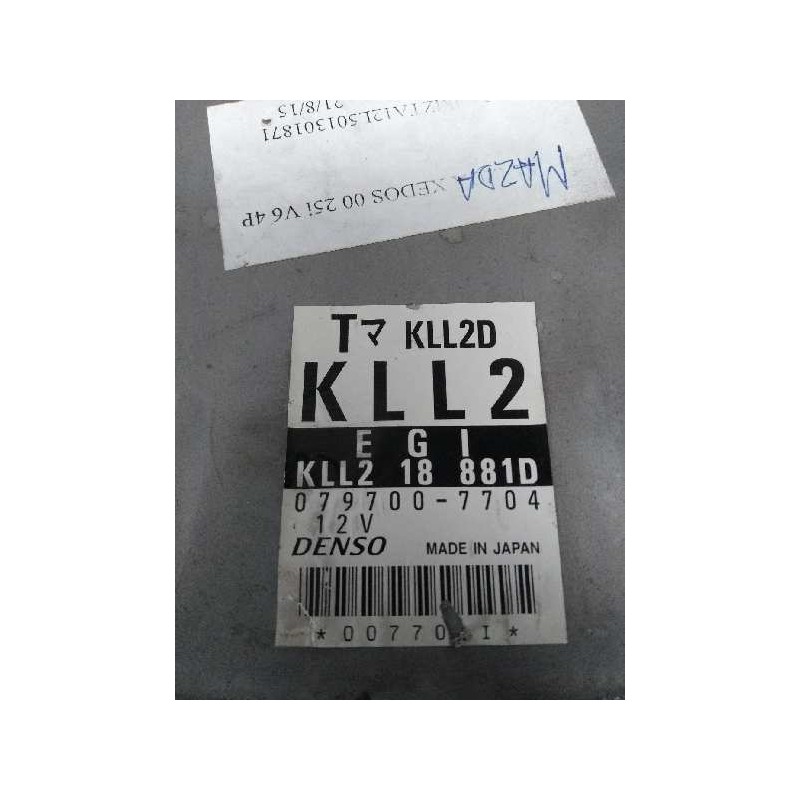 MAZDA XEDOS 00 25i V6 4P
21/8/15
Tマ KLL2D
KLL2
EGI
KLL2 18 881D
079700-7704
12V
DENSO MADE IN JAPAN